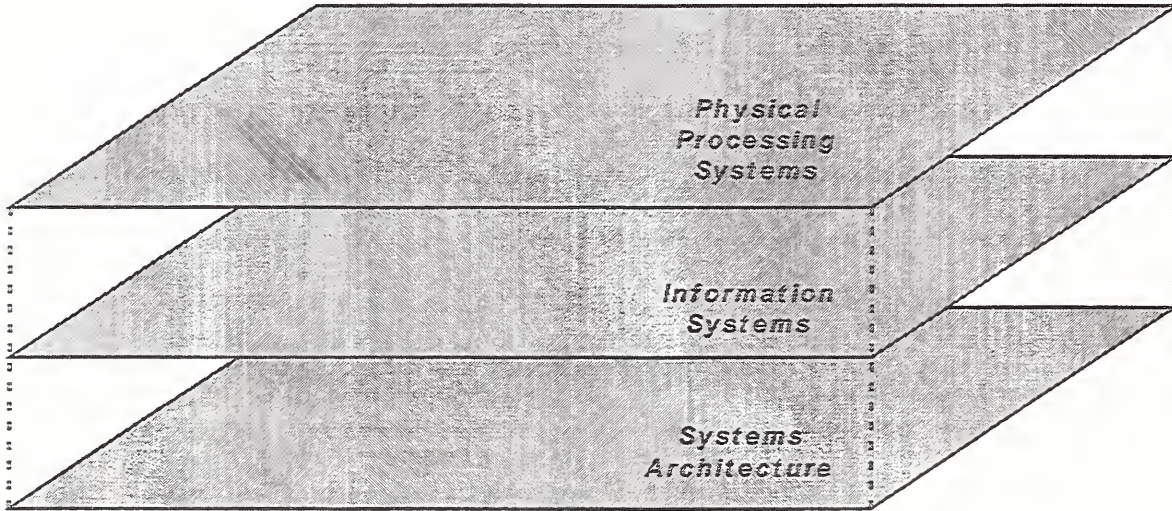 Physical
Processing
Systems
Information
Systems
Systems
Architecture